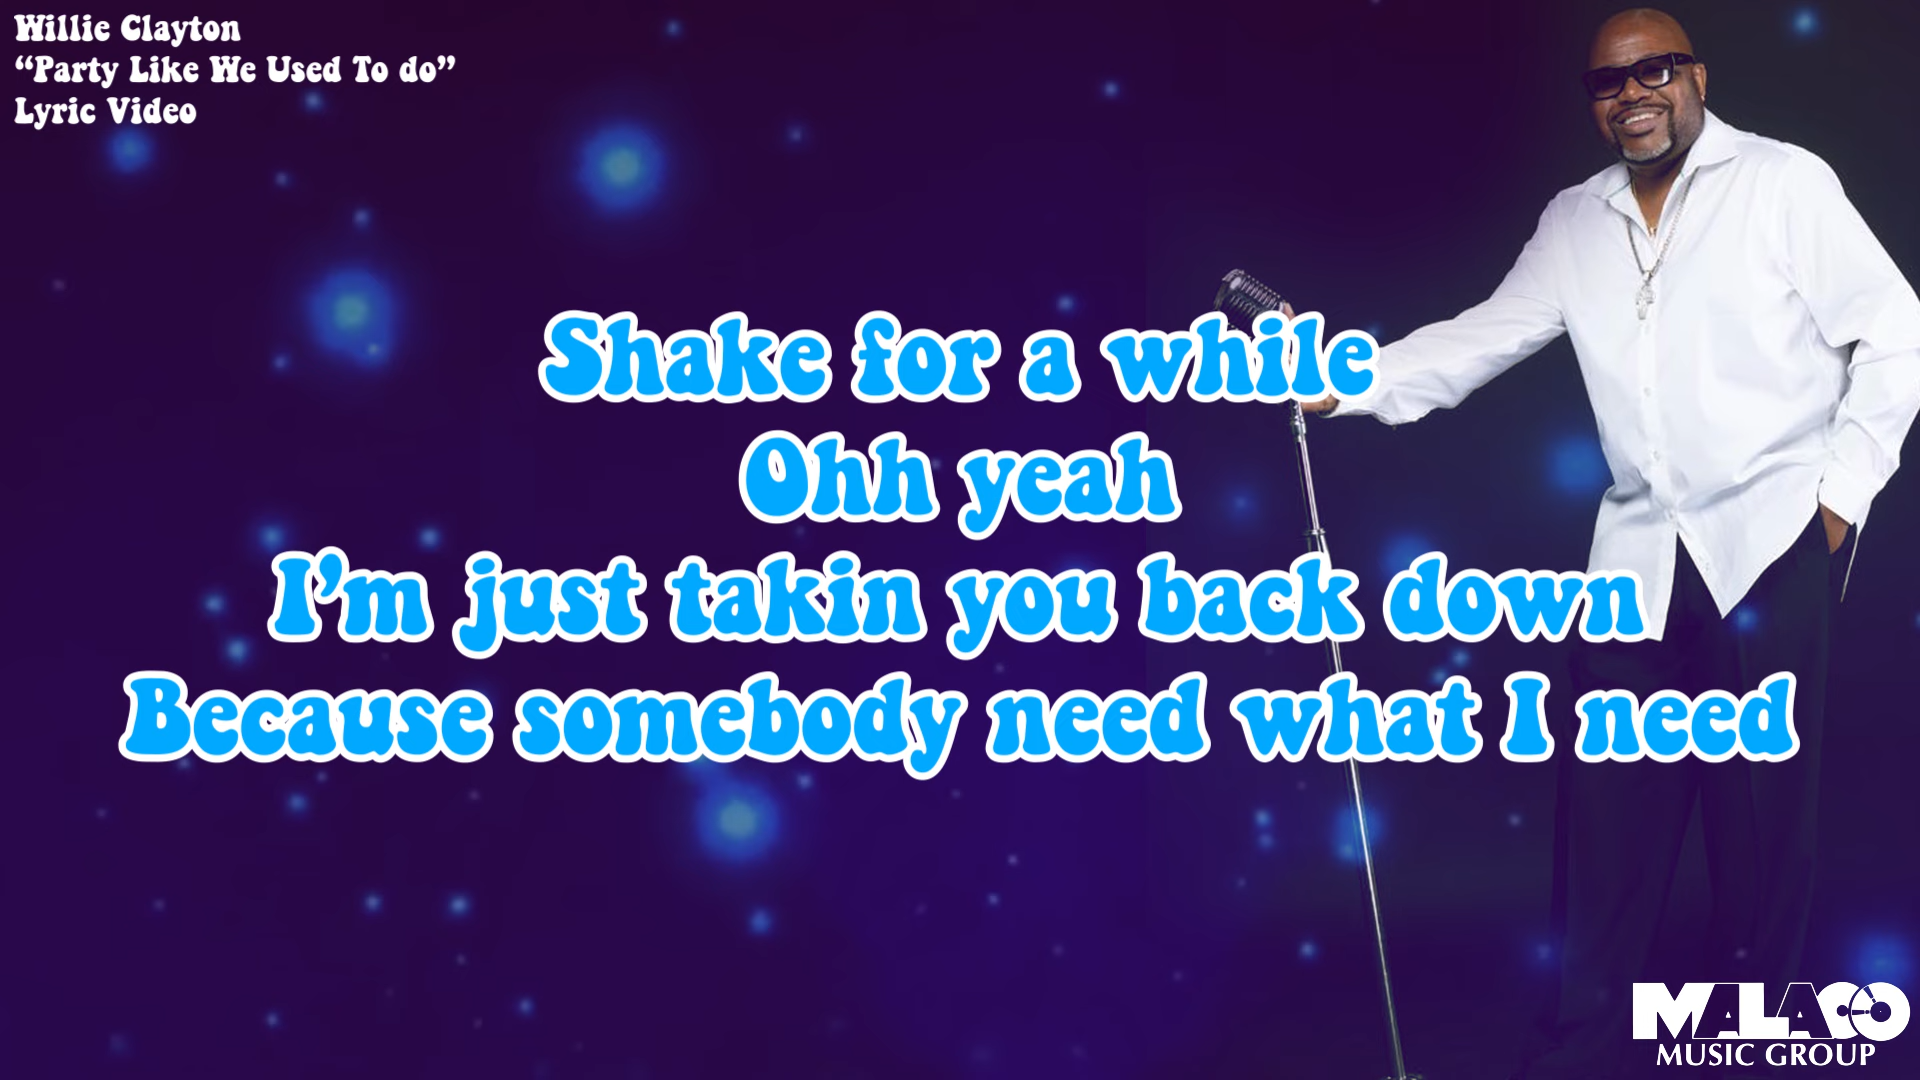 Willie Clayton
“Party Like We Used To do”
Lyric Video
Shake for a while
Ohh yeah
I’m just takin you back down
Because somebody need what I need
MALACO
MUSIC GROUP